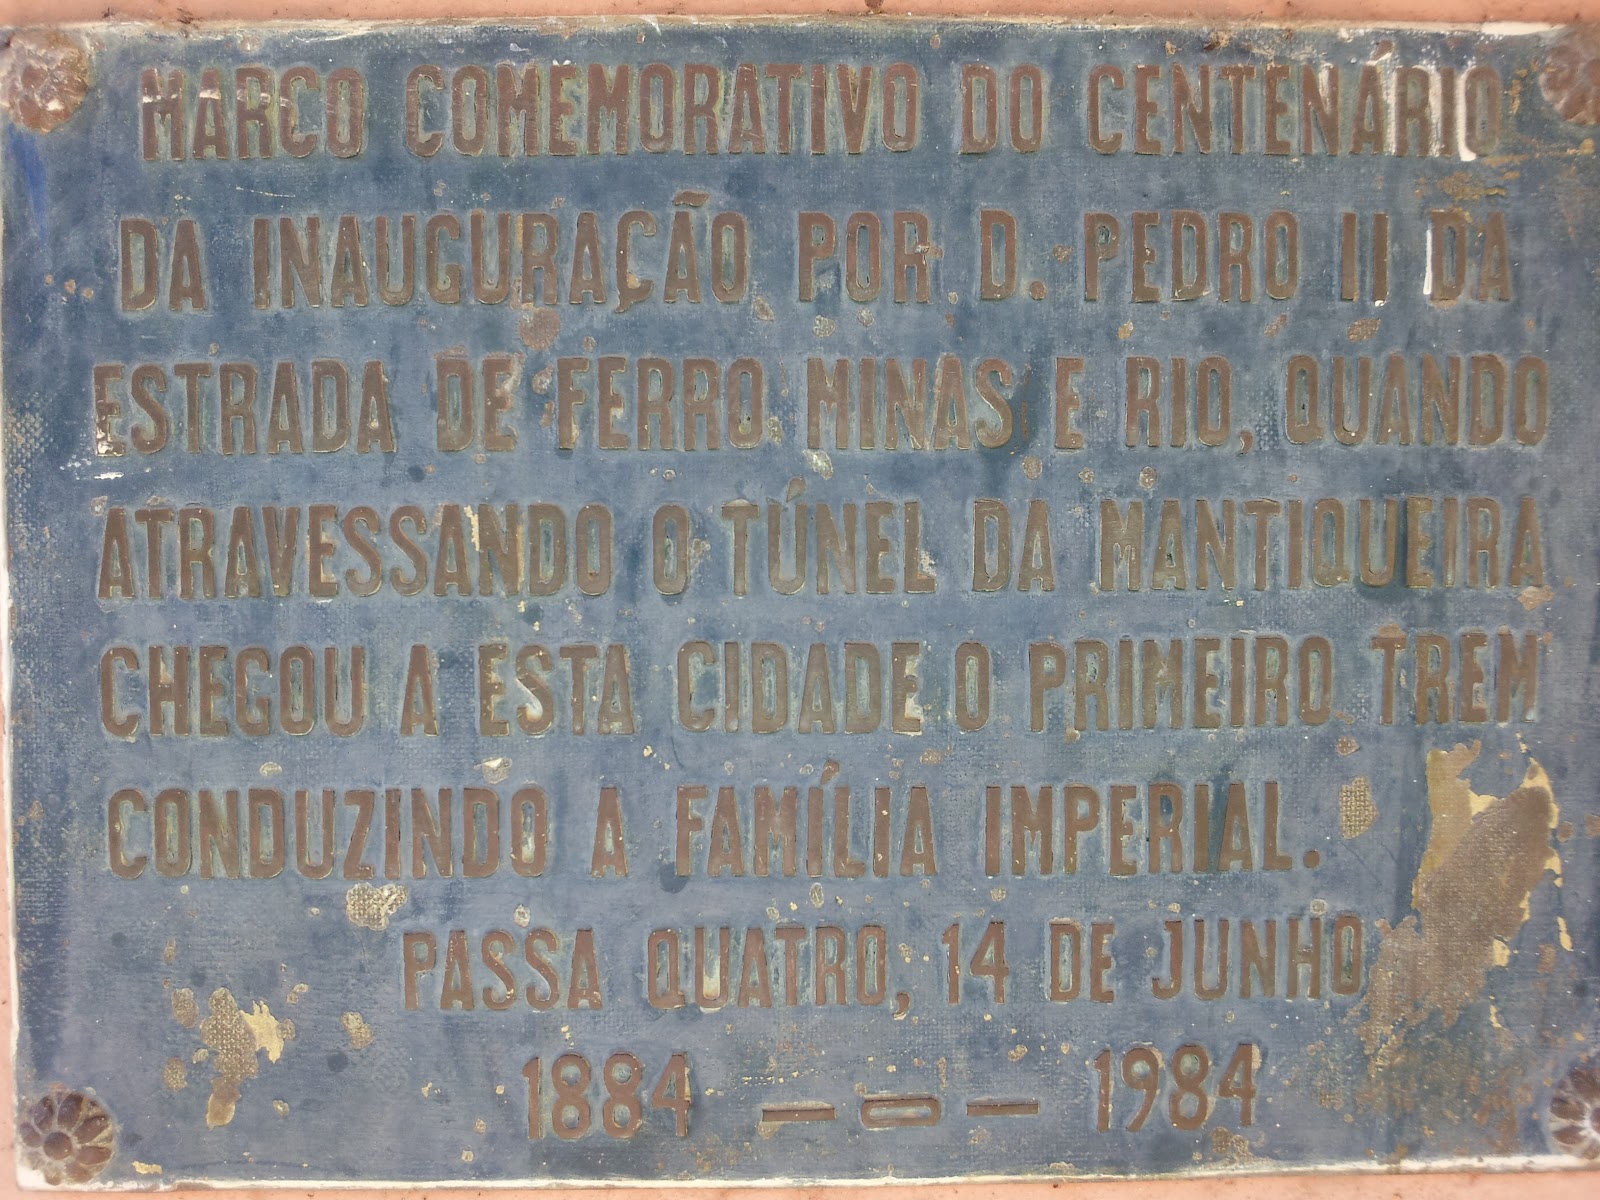 MARCO COMEMORATIVO DO CENTENÁRIO
DA INAUGURAÇÃO POR D. PEDRO II DA
ESTRADA DE FERRO MINAS E RIO, QUANDO
ATRAVESSANDO O TÚNEL DA MANTIQUEIRA
CHEGOU A ESTA CIDADE O PRIMEIRO TREM
CONDUZINDO A FAMÍLIA IMPERIAL.
PASSA QUATRO, 14 DE JUNHO
1884 —o— 1984